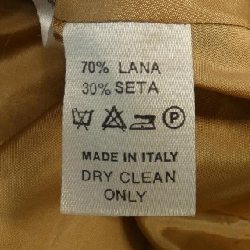 70% LANA
30% SETA
P
MADE IN ITALY
DRY CLEAN
ONLY